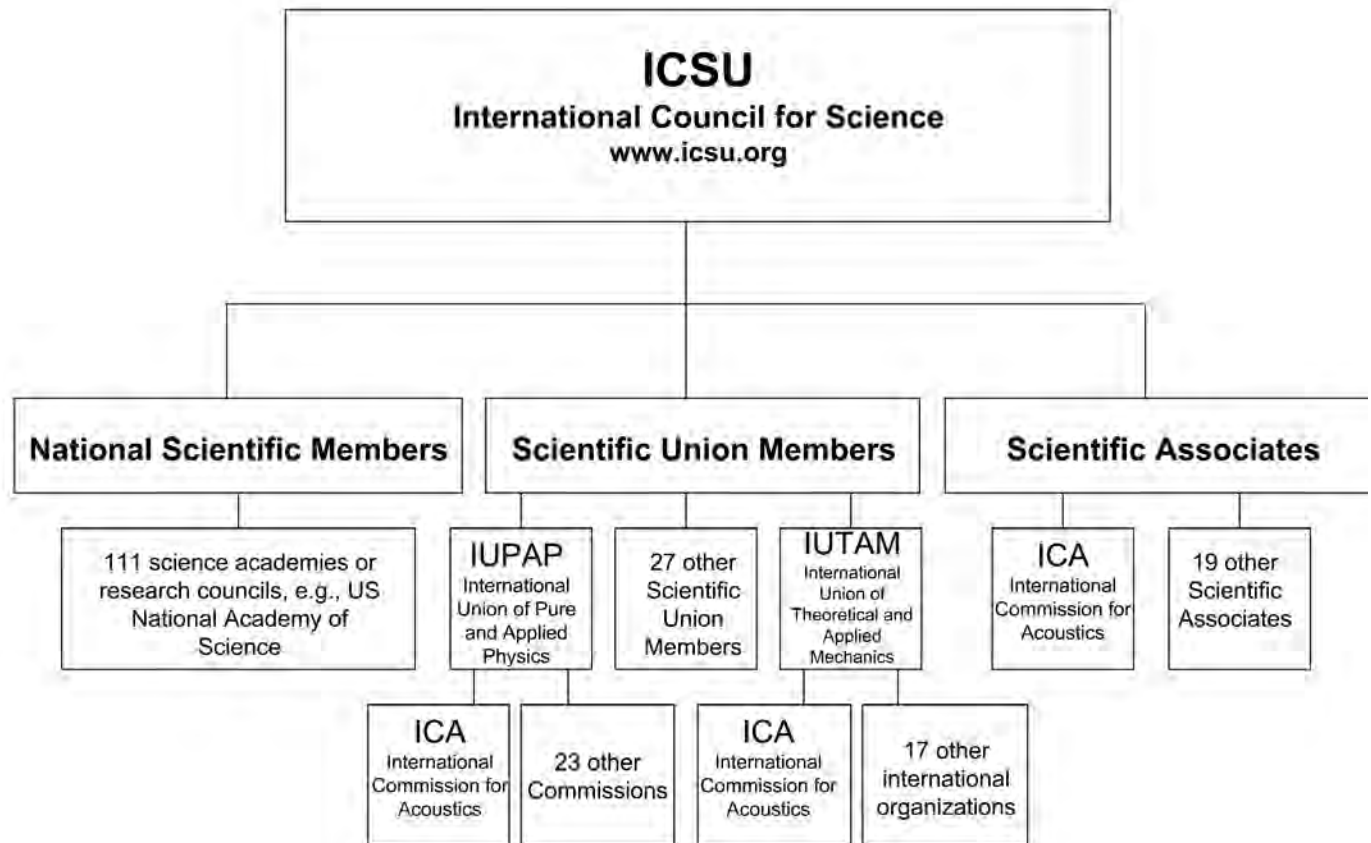 ICSU
International Council for Science
www.icsu.org
National Scientific Members
Scientific Union Members
Scientific Associates
111 science academies or
research councils, e.g., US
National Academy of
Science
IUPAP
International
Union of Pure
and Applied
Physics
27 other
Scientific
Union
Members
IUTAM
International
Union of
Theoretical and
Applied
Mechanics
ICA
International
Commission for
Acoustics
19 other
Scientific
Associates
ICA
International
Commission for
Acoustics
23 other
Commissions
ICA
International
Commission for
Acoustics
17 other
international
organizations